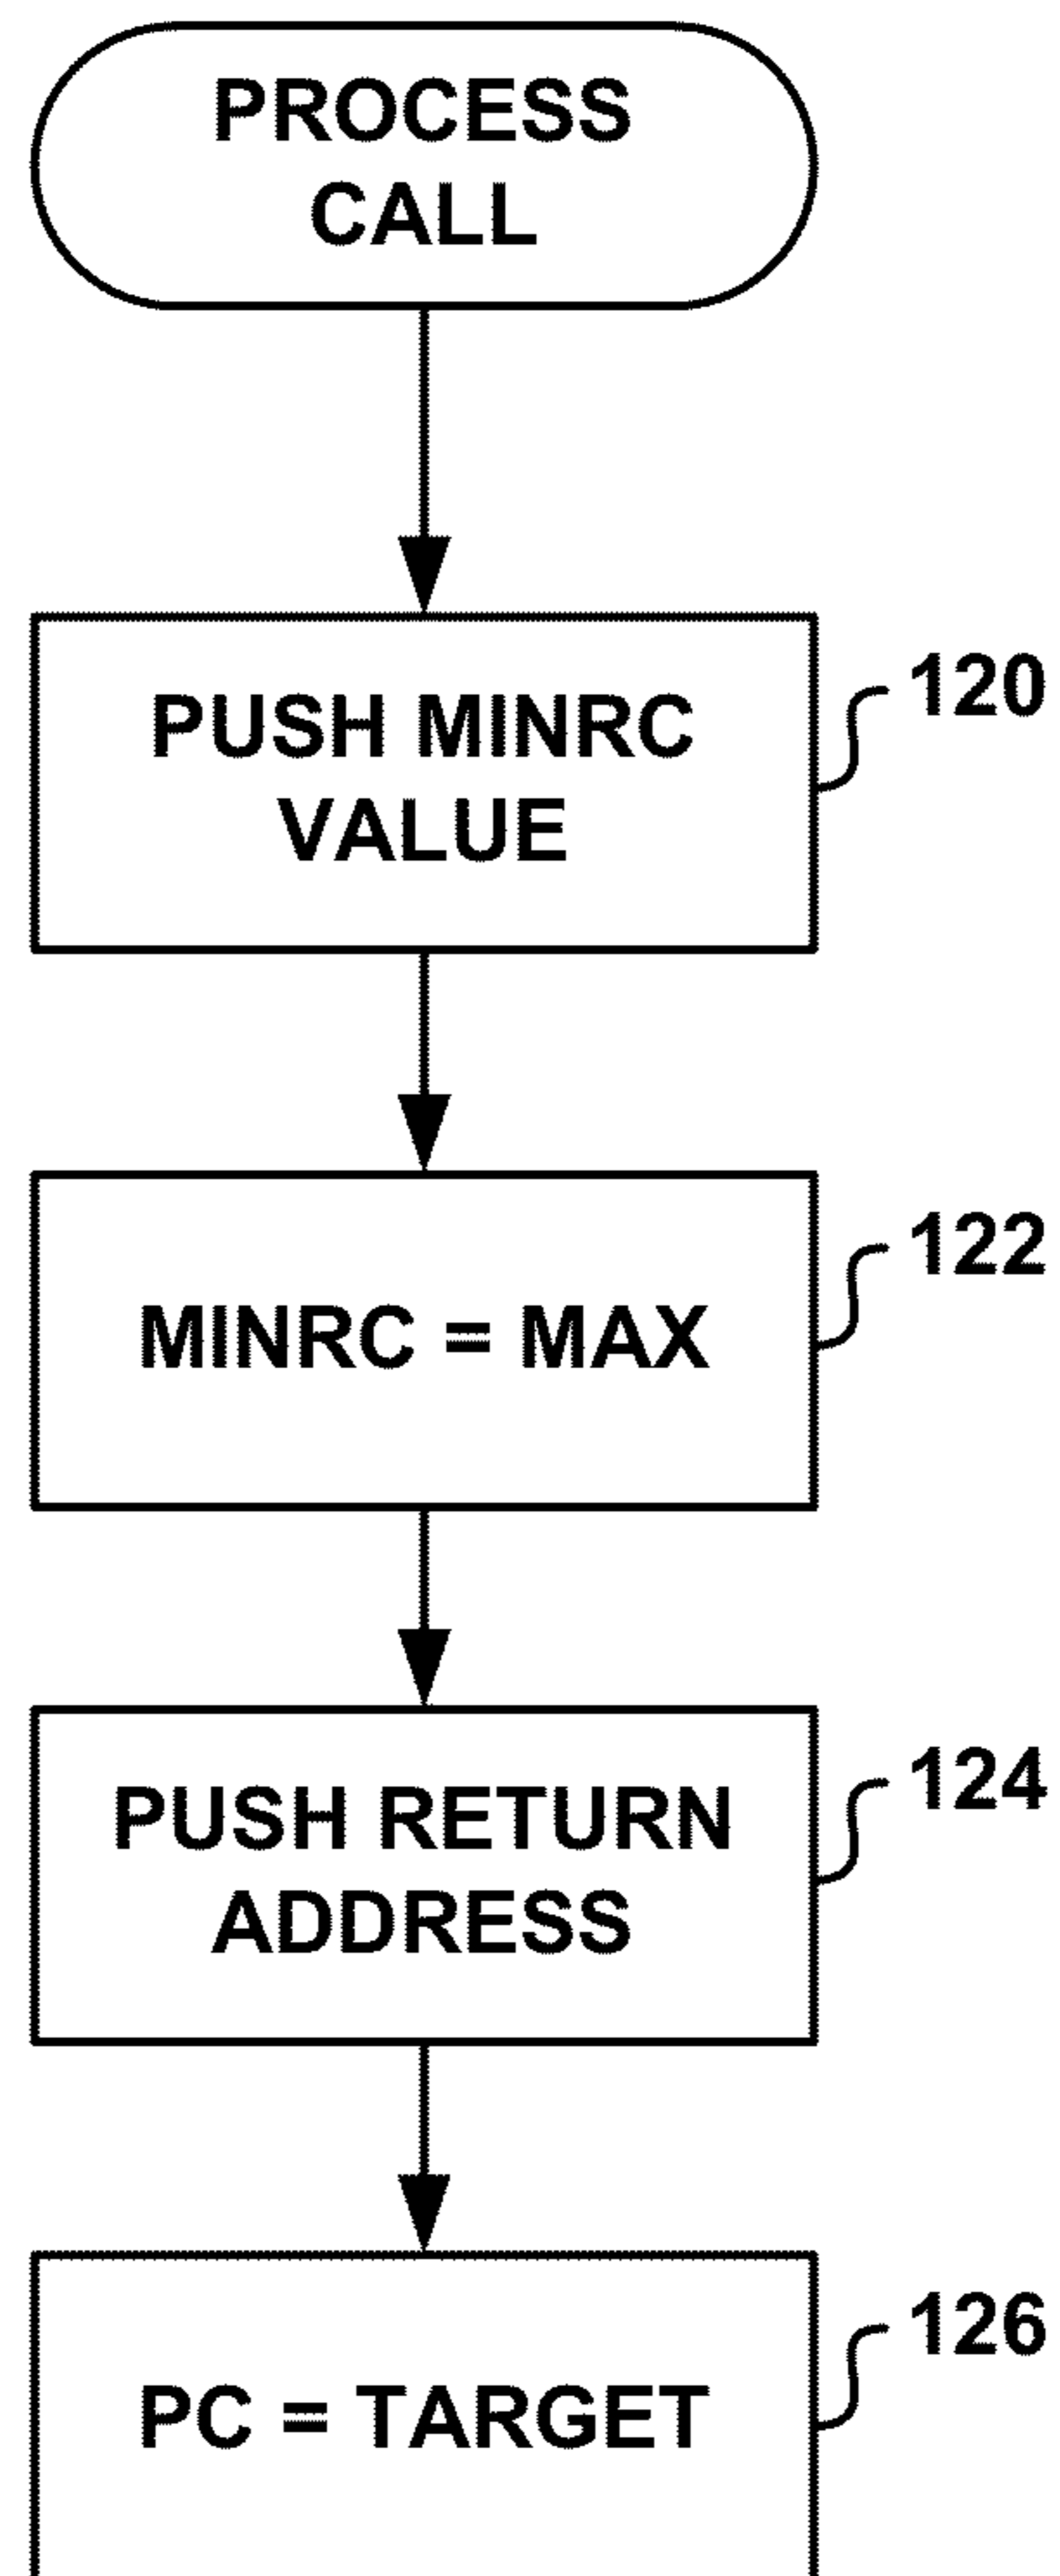 PROCESS
CALL
PUSH MINRC
VALUE
120
MINRC = MAX
122
PUSH RETURN
ADDRESS
124
PC = TARGET
126